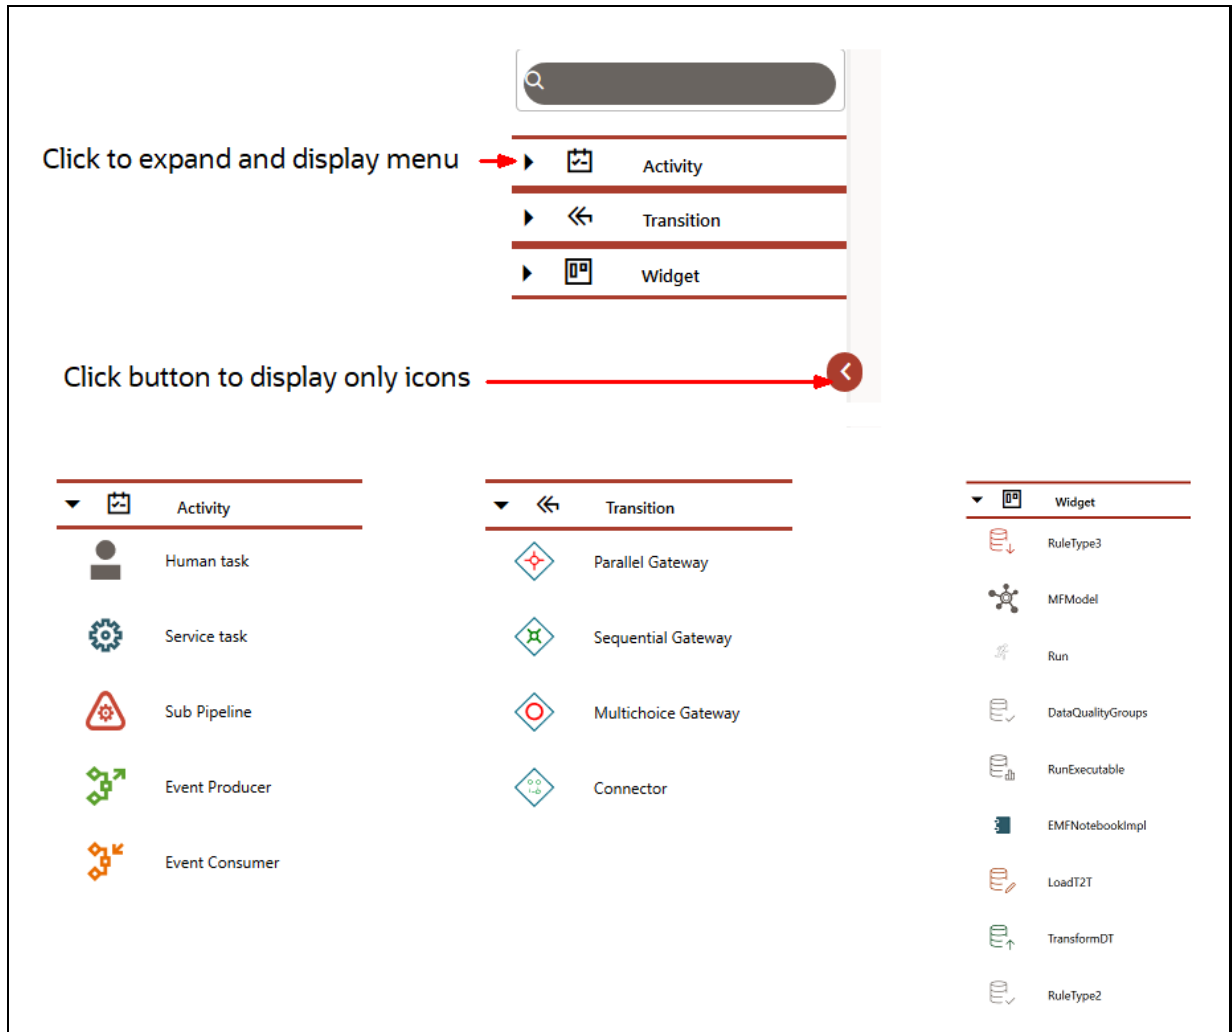 Click to expand and display menu
Activity
Transition
Widget
Click button to display only icons
Activity
Human task
Service task
Sub Pipeline
Event Producer
Event Consumer
Transition
Parallel Gateway
Sequential Gateway
Multichoice Gateway
Connector
Widget
RuleType3
MFModel
Run
DataQualityGroups
RunExecutable
EMFNotebookImpl
LoadT2T
TransformDT
RuleType2